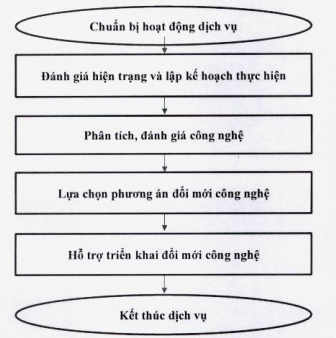 Chuẩn bị hoạt động dịch vụ
Đánh giá hiện trạng và lập kế hoạch thực hiện
Phân tích, đánh giá công nghệ
Lựa chọn phương án đổi mới công nghệ
Hỗ trợ triển khai đổi mới công nghệ
Kết thúc dịch vụ